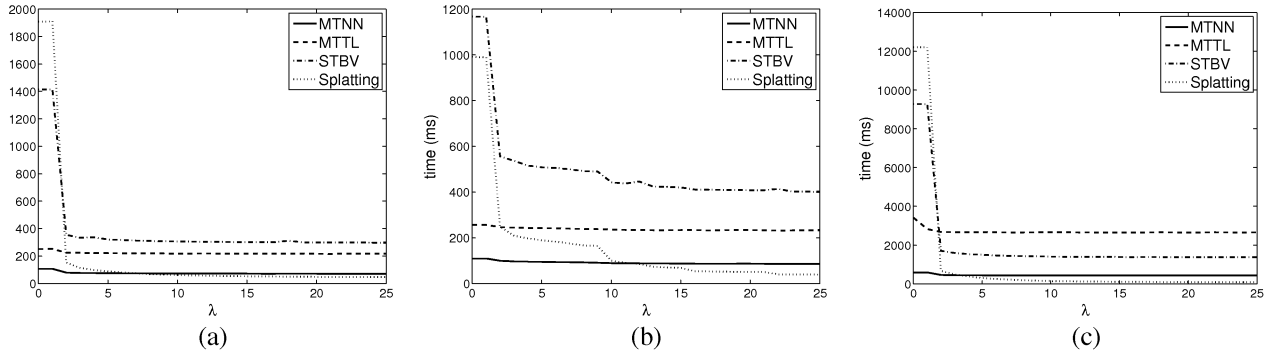 2000
1800
1600
1400
1200
1000
800
600
400
200
0
0 5 10 15 20 25
λ
MTNN
MTTL
STBV
Splatting
(a)
time (ms)
1200
1000
800
600
400
200
0
0 5 10 15 20 25
λ
MTNN
MTTL
STBV
Splatting
(b)
time (ms)
14000
12000
10000
8000
6000
4000
2000
0
0 5 10 15 20 25
λ
MTNN
MTTL
STBV
Splatting
(c)